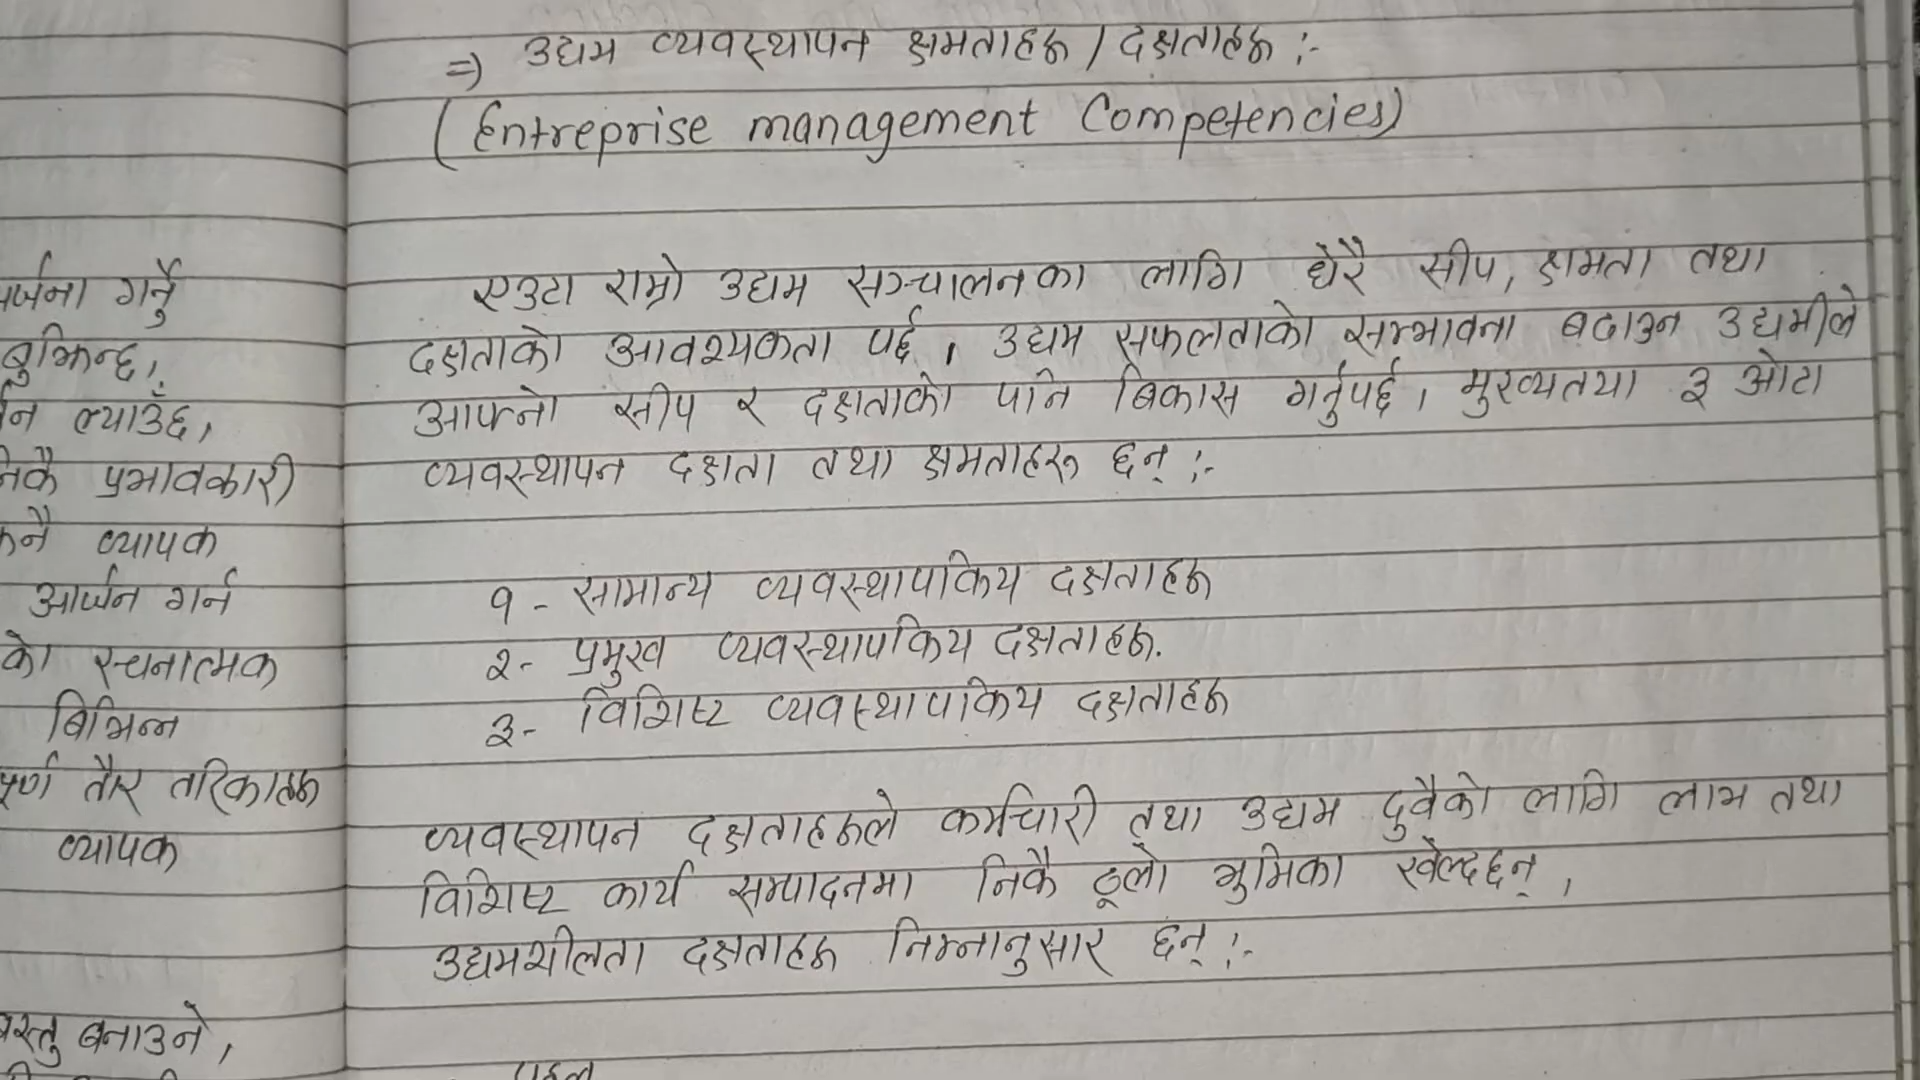 =) उद्यम व्यवस्थापन क्षमताहरू / दक्षताहरू :-
(Entreprise management Competencies)
एउटा राम्रो उद्यम सञ्चालनका लागि धेरै सीप, क्षमता तथा
दक्षताको आवश्यकता पर्छ । उद्यम सफलताको सम्भावना बढाउन उद्यमीले
आफ्नो सीप र दक्षताको पनि बिकास गर्नुपर्छ । मुख्यतया ३ ओटा
व्यवस्थापन दक्षता तथा क्षमताहरू छन् :-
१- सामान्य व्यवस्थापकिय दक्षताहरू
२- प्रमुख व्यवस्थापकिय दक्षताहरू.
३- विशिष्ट व्यवस्थापकिय दक्षताहरू
व्यवस्थापन दक्षताहरूले कर्मचारी तथा उद्यम दुवैको लागि लाभ तथा
विशिष्ट कार्य सम्पादनमा निकै ठूलो भुमिका खेल्दछन् ।
उद्यमशीलता दक्षताहरू निम्नानुसार छन् :-
गर्नु
बुझिन्छ।
ल्याउँछ।
प्रभावकारी
व्यापक
आर्जन गर्न
को रचनात्मक
बिभिन्न
तौर तरिकाहरू
व्यापक
बनाउने,